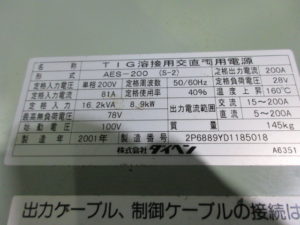 名 称 TIG溶接用交直両用電源
形 式 AES-200 (S-2) 定格出力電流 200A
定格入力電圧 単相200V 定格周波数 50/60Hz 定格負荷電圧 28V
定格入力電流 81A 定格使用率 40% 温度上昇 160℃
定格入力 16.2kVA 8.9kW 出力電流範囲 交流 15~200A
最高無負荷電圧 78V 直流 5~200A
始動電圧 100V 質量 145kg
製造年 2001年 製造番号 2P6889YD1185018
株式会社ダイヘン A6351
出力ケーブル、制御ケーブルの接続は